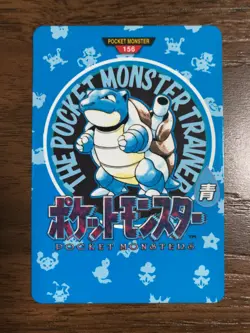 POCKET MONSTER
156
THE POCKET MONSTER TRAINER
青
ポケットモンスター
POCKET MONSTERS